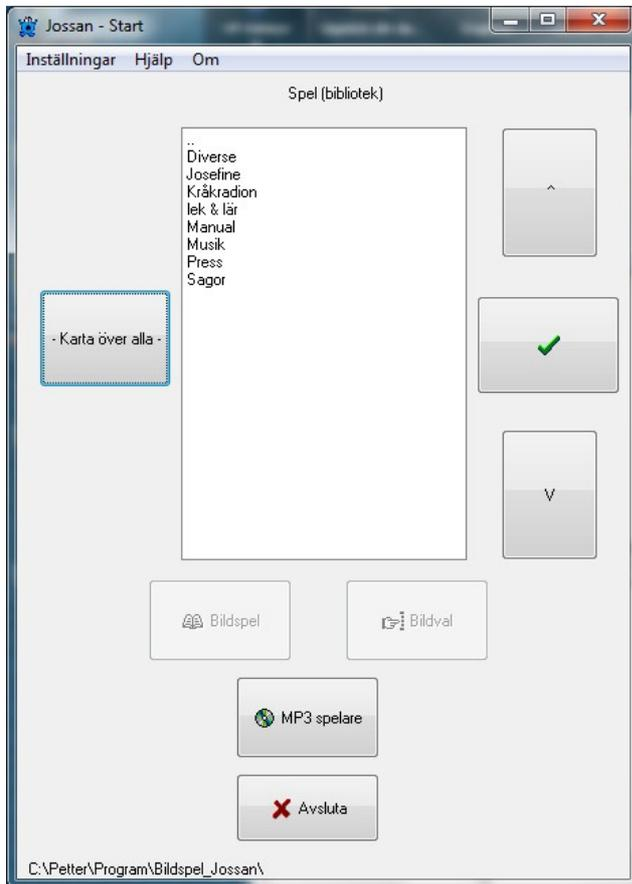 Jossan - Start
Inställningar Hjälp Om
Spel (bibliotek)
..
Diverse
Josefine
Kråkradion
lek & lär
Manual
Musik
Press
Sagor
^
- Karta över alla -
V
Bildspel
Bildval
MP3 spelare
Avsluta
C:\Petter\Program\Bildspel_Jossan\